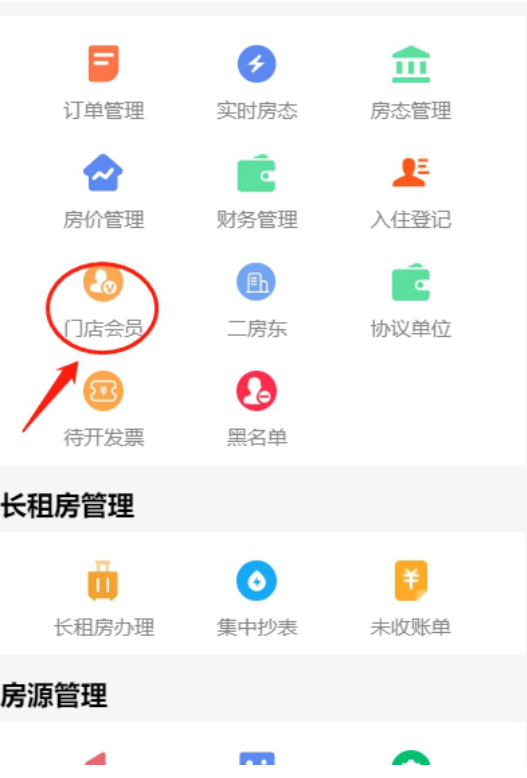 订单管理 实时房态 房态管理
房价管理 财务管理 入住登记
门店会员 二房东 协议单位
待开发票 黑名单
长租房管理
长租房办理 集中抄表 未收账单
房源管理